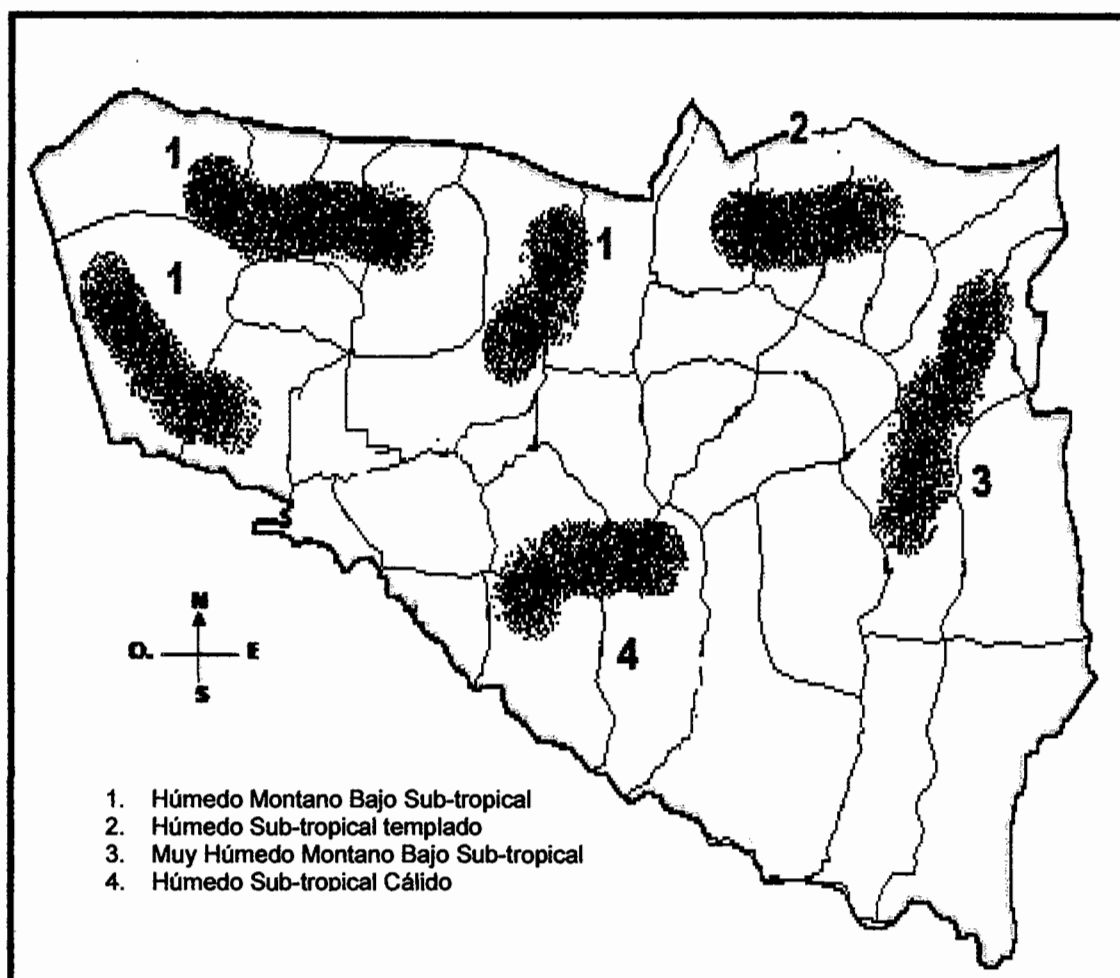 2
1
1
1
3
4
N
O. E
S
1. Húmedo Montano Bajo Sub-tropical
2. Húmedo Sub-tropical templado
3. Muy Húmedo Montano Bajo Sub-tropical
4. Húmedo Sub-tropical Cálido